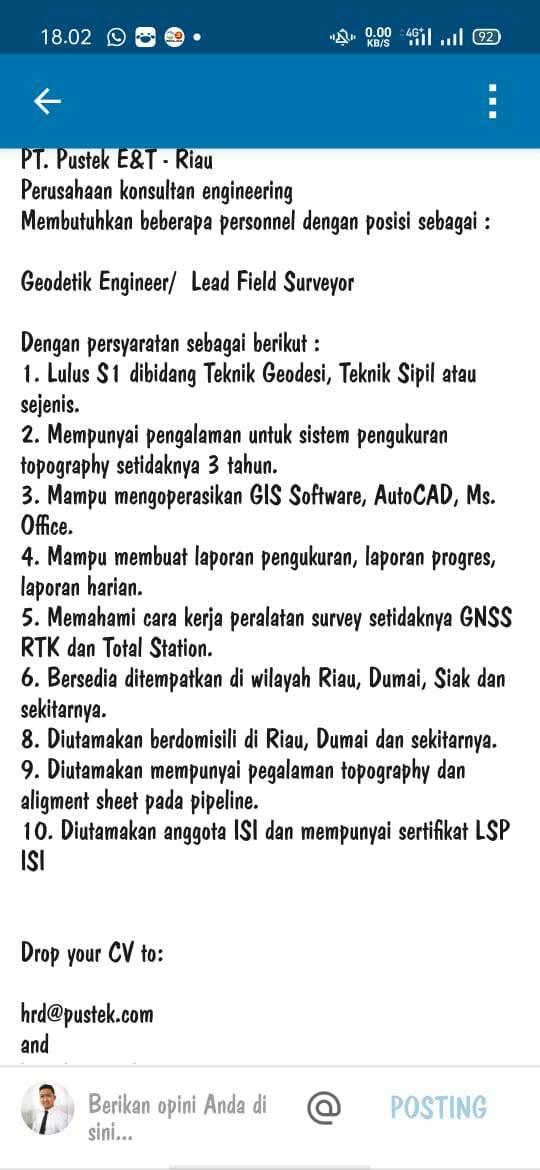 18.02
0.00
KB/S
4G+
92
PT. Pustek E&T - Riau
Perusahaan konsultan engineering
Membutuhkan beberapa personnel dengan posisi sebagai :
Geodetik Engineer/ Lead Field Surveyor
Dengan persyaratan sebagai berikut :
1. Lulus S1 dibidang Teknik Geodesi, Teknik Sipil atau
sejenis.
2. Mempunyai pengalaman untuk sistem pengukuran
topography setidaknya 3 tahun.
3. Mampu mengoperasikan GIS Software, AutoCAD, Ms.
Office.
4. Mampu membuat laporan pengukuran, laporan progres,
laporan harian.
5. Memahami cara kerja peralatan survey setidaknya GNSS
RTK dan Total Station.
6. Bersedia ditempatkan di wilayah Riau, Dumai, Siak dan
sekitarnya.
8. Diutamakan berdomisili di Riau, Dumai dan sekitarnya.
9. Diutamakan mempunyai pegalaman topography dan
aligment sheet pada pipeline.
10. Diutamakan anggota ISI dan mempunyai sertifikat LSP
ISI
Drop your CV to:
hrd@pustek.com
and
Berikan opini Anda di
sini...
@
POSTING